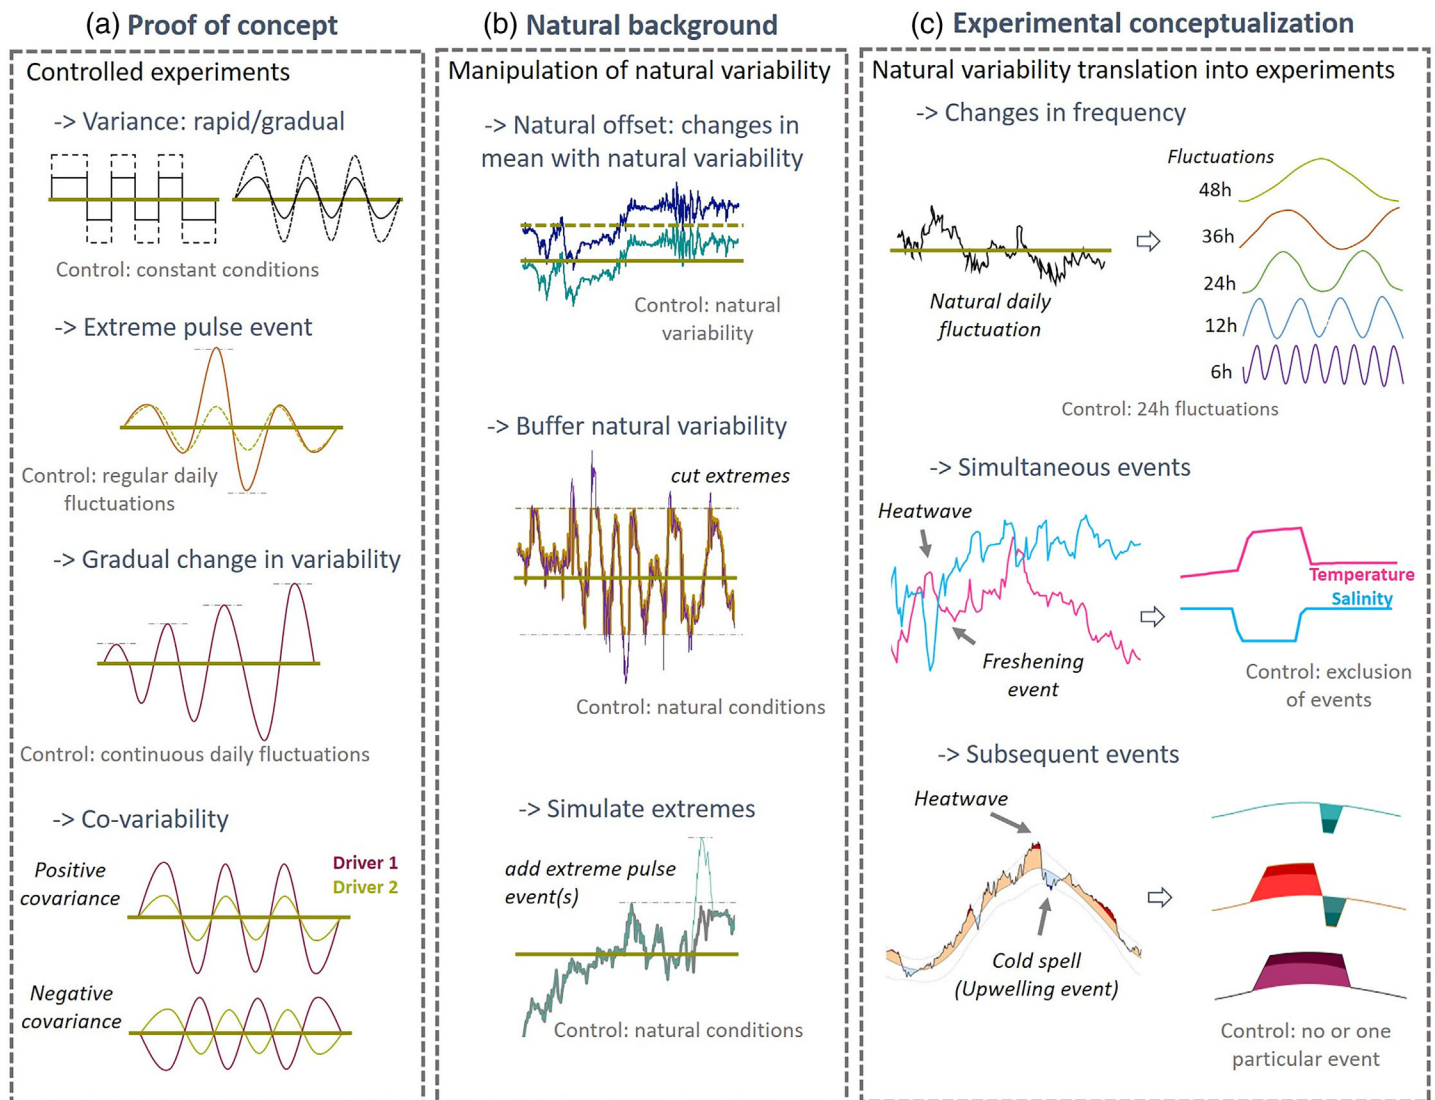 (a) Proof of concept
Controlled experiments
-> Variance: rapid/gradual
Control: constant conditions
-> Extreme pulse event
Control: regular daily
fluctuations
-> Gradual change in variability
Control: continuous daily fluctuations
-> Co-variability
Positive
covariance
Driver 1
Driver 2
Negative
covariance
(b) Natural background
Manipulation of natural variability
-> Natural offset: changes in
mean with natural variability
Control: natural
variability
-> Buffer natural variability
cut extremes
Control: natural conditions
-> Simulate extremes
add extreme pulse
event(s)
Control: natural conditions
(c) Experimental conceptualization
Natural variability translation into experiments
-> Changes in frequency
Fluctuations
48h
36h
24h
12h
6h
Natural daily
fluctuation
Control: 24h fluctuations
-> Simultaneous events
Heatwave
Freshening
event
Temperature
Salinity
Control: exclusion
of events
-> Subsequent events
Heatwave
Cold spell
(Upwelling event)
Control: no or one
particular event